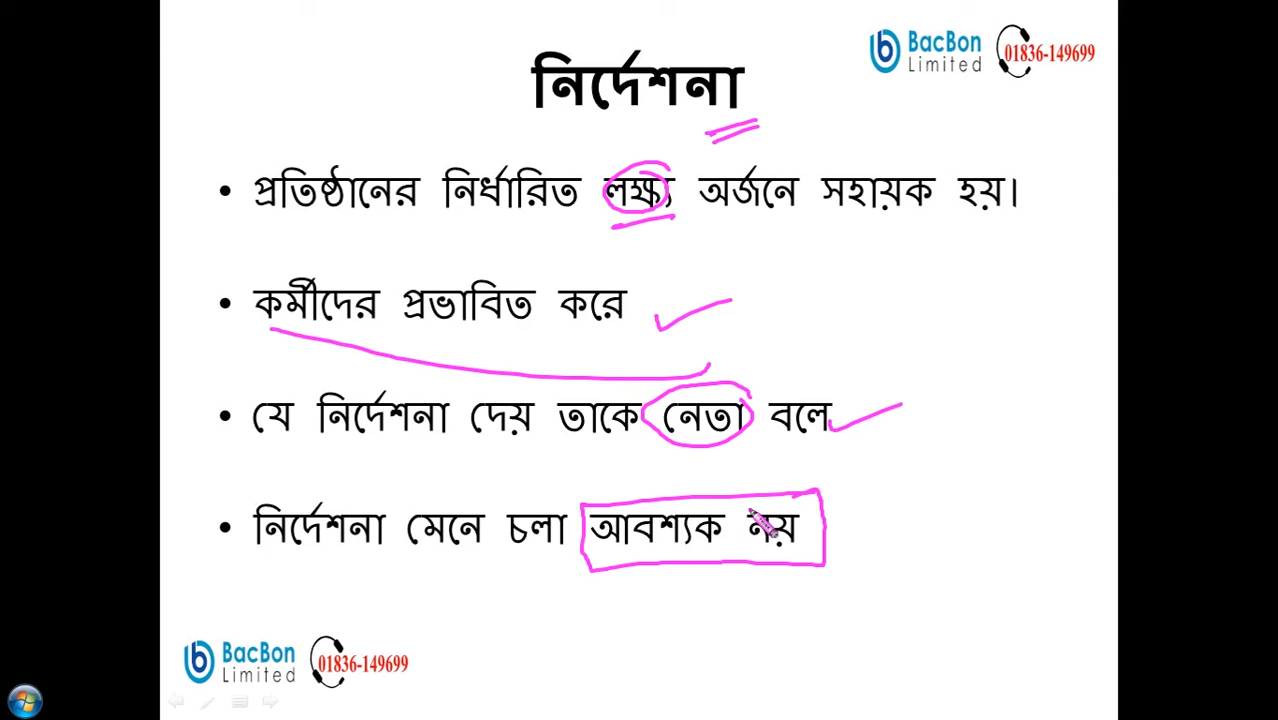 BacBon
Limited
01836-149699
নির্দেশনা
• প্রতিষ্ঠানের নির্ধারিত লক্ষ্য অর্জনে সহায়ক হয়।
• কর্মীদের প্রভাবিত করে
• যে নির্দেশনা দেয় তাকে নেতা বলে
• নির্দেশনা মেনে চলা আবশ্যক নয়
BacBon
Limited
01836-149699